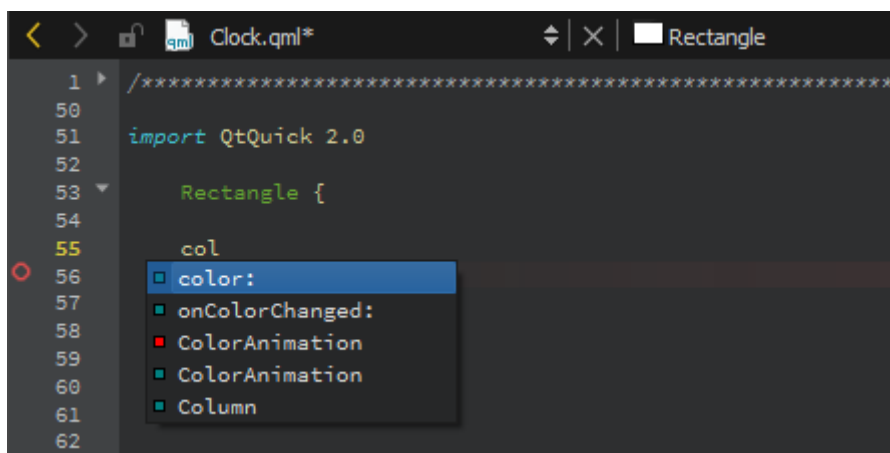 qml Clock.qml* Rectangle
1 /*********************************************************
50
51 import QtQuick 2.0
52
53 Rectangle {
54
55 col
56 color:
57 onColorChanged:
58 ColorAnimation
59 ColorAnimation
60 Column
61
62